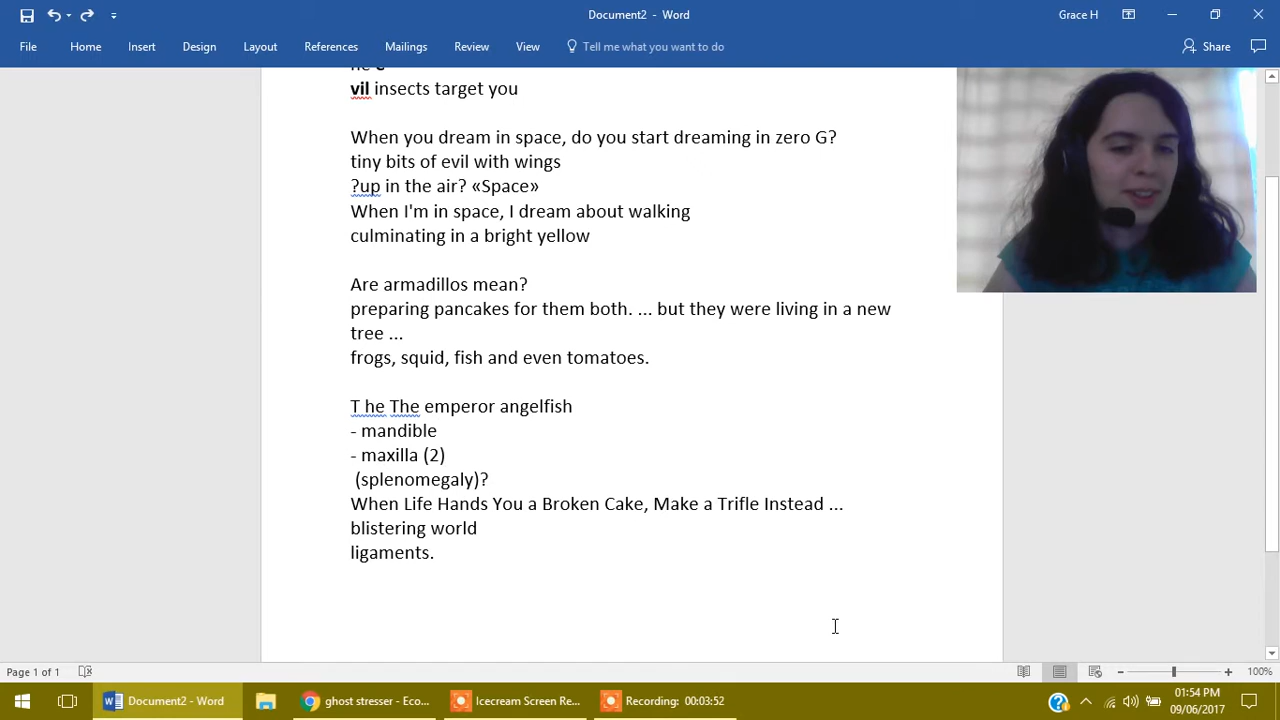 Document2 - Word
Grace H
File Home Insert Design Layout References Mailings Review View Tell me what you want to do Share
vil insects target you
When you dream in space, do you start dreaming in zero G?
tiny bits of evil with wings
?up in the air? «Space»
When I'm in space, I dream about walking
culminating in a bright yellow
Are armadillos mean?
preparing pancakes for them both. ... but they were living in a new
tree ...
frogs, squid, fish and even tomatoes.
T he The emperor angelfish
- mandible
- maxilla (2)
(splenomegaly)?
When Life Hands You a Broken Cake, Make a Trifle Instead ...
blistering world
ligaments.
Page 1 of 1
100%
Document2 - Word
ghost stresser - Eco...
Icecream Screen Re...
Recording: 00:03:52
01:54 PM
09/06/2017